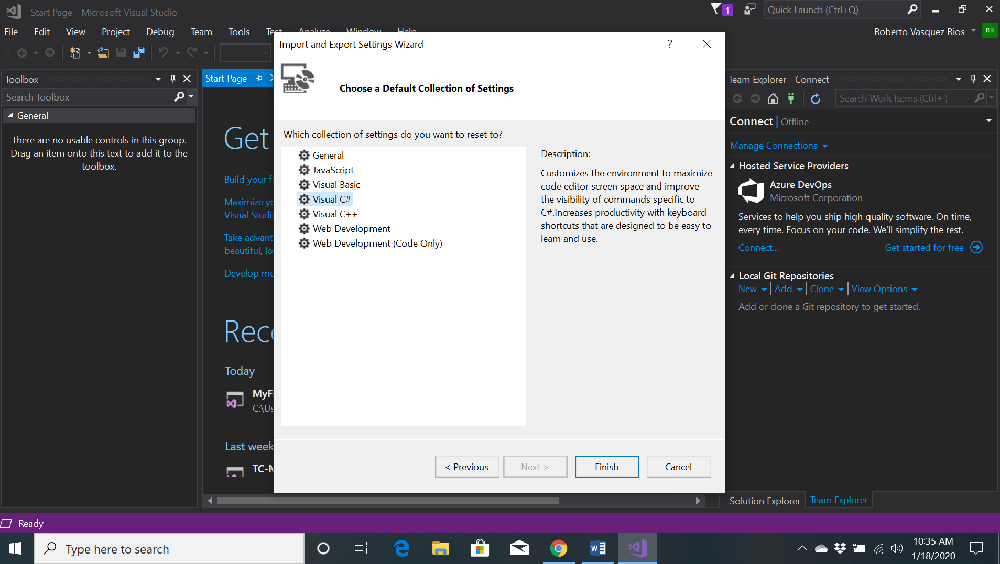 Start Page - Microsoft Visual Studio
1
Quick Launch (Ctrl+Q)
File Edit View Project Debug Team Tools Test Analyze Window Help
Roberto Vasquez Rios
RR
Toolbox
Search Toolbox
General
There are no usable controls in this group.
Drag an item onto this text to add it to the
toolbox.
Start Page
Get
Build your fi
Maximize yo
Visual Studi
Take advant
beautiful, lo
Develop mo
Rece
Today
MyF
C:\Us
Last week
TC-M
Import and Export Settings Wizard
?
Choose a Default Collection of Settings
Which collection of settings do you want to reset to?
General
JavaScript
Visual Basic
Visual C#
Visual C++
Web Development
Web Development (Code Only)
Description:
Customizes the environment to maximize
code editor screen space and improve
the visibility of commands specific to
C#.Increases productivity with keyboard
shortcuts that are designed to be easy to
learn and use.
< Previous
Next >
Finish
Cancel
Team Explorer - Connect
Search Work Items (Ctrl+')
Connect | Offline
Manage Connections
Hosted Service Providers
Azure DevOps
Microsoft Corporation
Services to help you ship high quality software. On time,
every time. Focus on your code. We'll simplify the rest.
Connect...
Get started for free
Local Git Repositories
New | Add | Clone | View Options
Add or clone a Git repository to get started.
Solution Explorer
Team Explorer
Ready
Type here to search
10:35 AM
1/18/2020